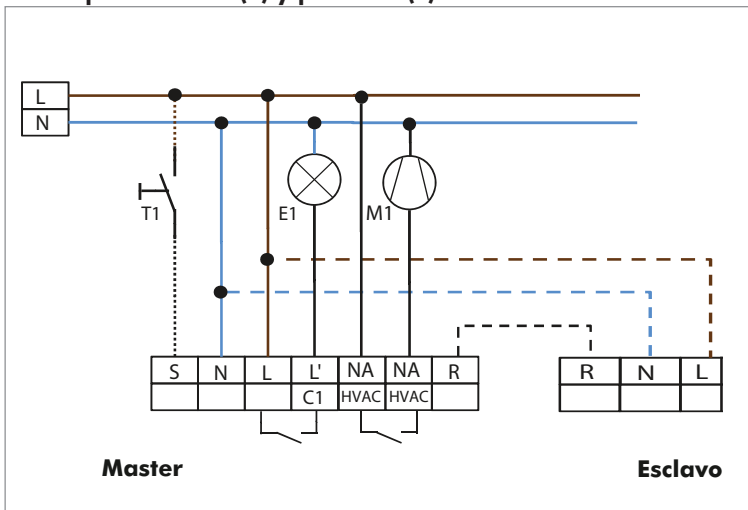 L
N
T1
E1
M1
S N L L' NA NA R
C1 HVAC HVAC
R N L
Master
Esclavo